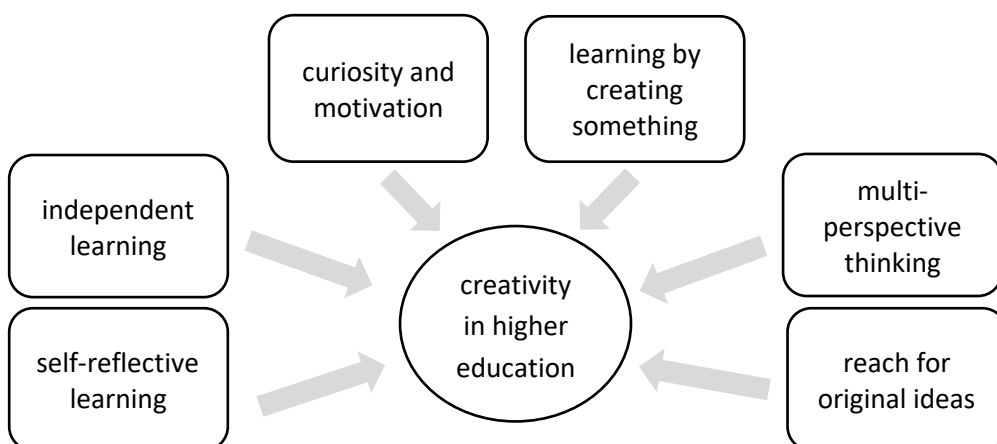 curiosity and
motivation
learning by
creating
something
independent
learning
multi-
perspective
thinking
creativity
in higher
education
self-reflective
learning
reach for
original ideas